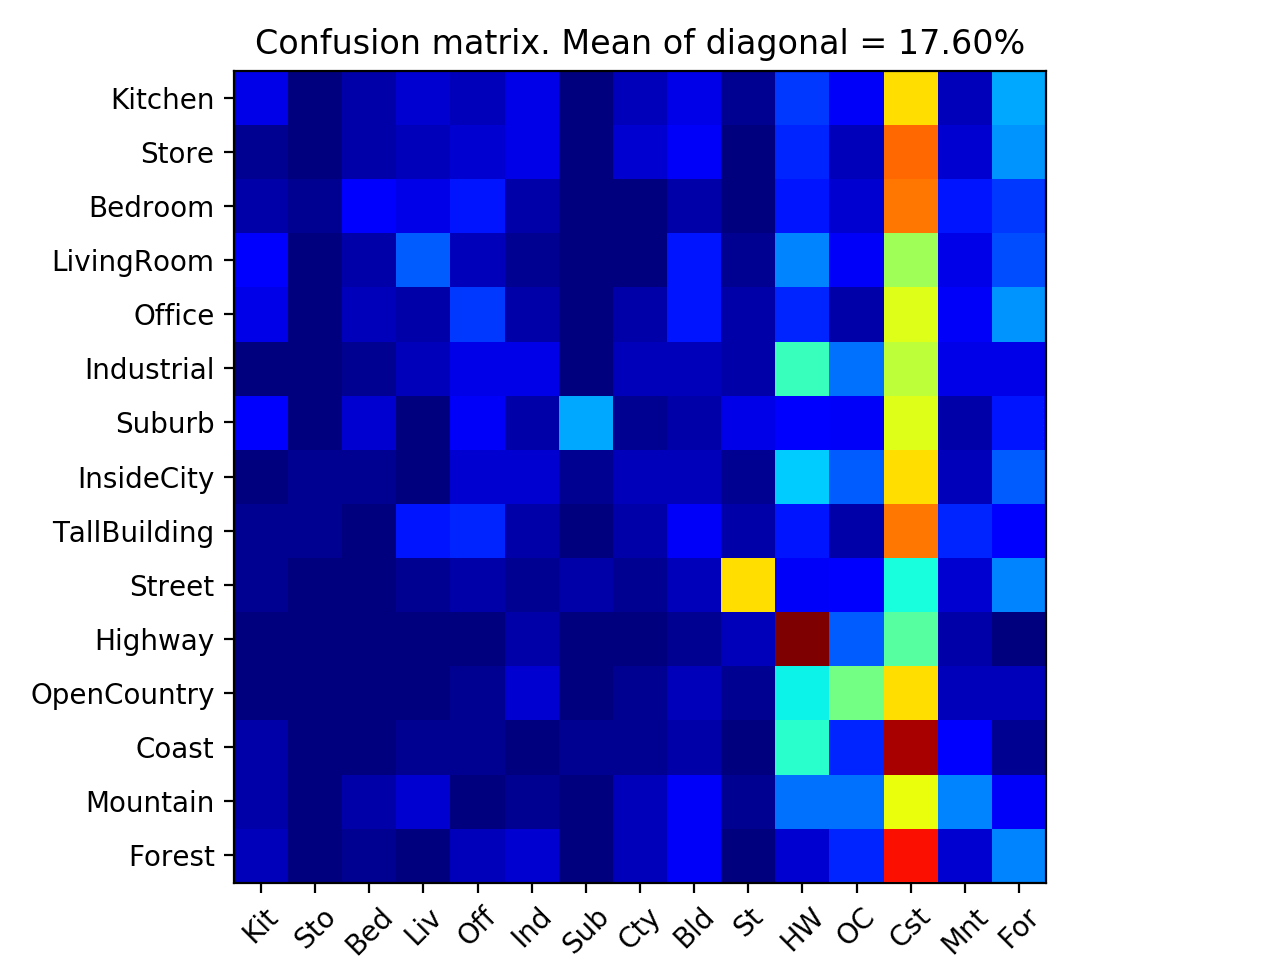 Confusion matrix. Mean of diagonal = 17.60%
Kitchen
Store
Bedroom
LivingRoom
Office
Industrial
Suburb
InsideCity
TallBuilding
Street
Highway
OpenCountry
Coast
Mountain
Forest
Kit Sto Bed Liv Off Ind Sub Cty Bld St HW OC Cst Mnt For